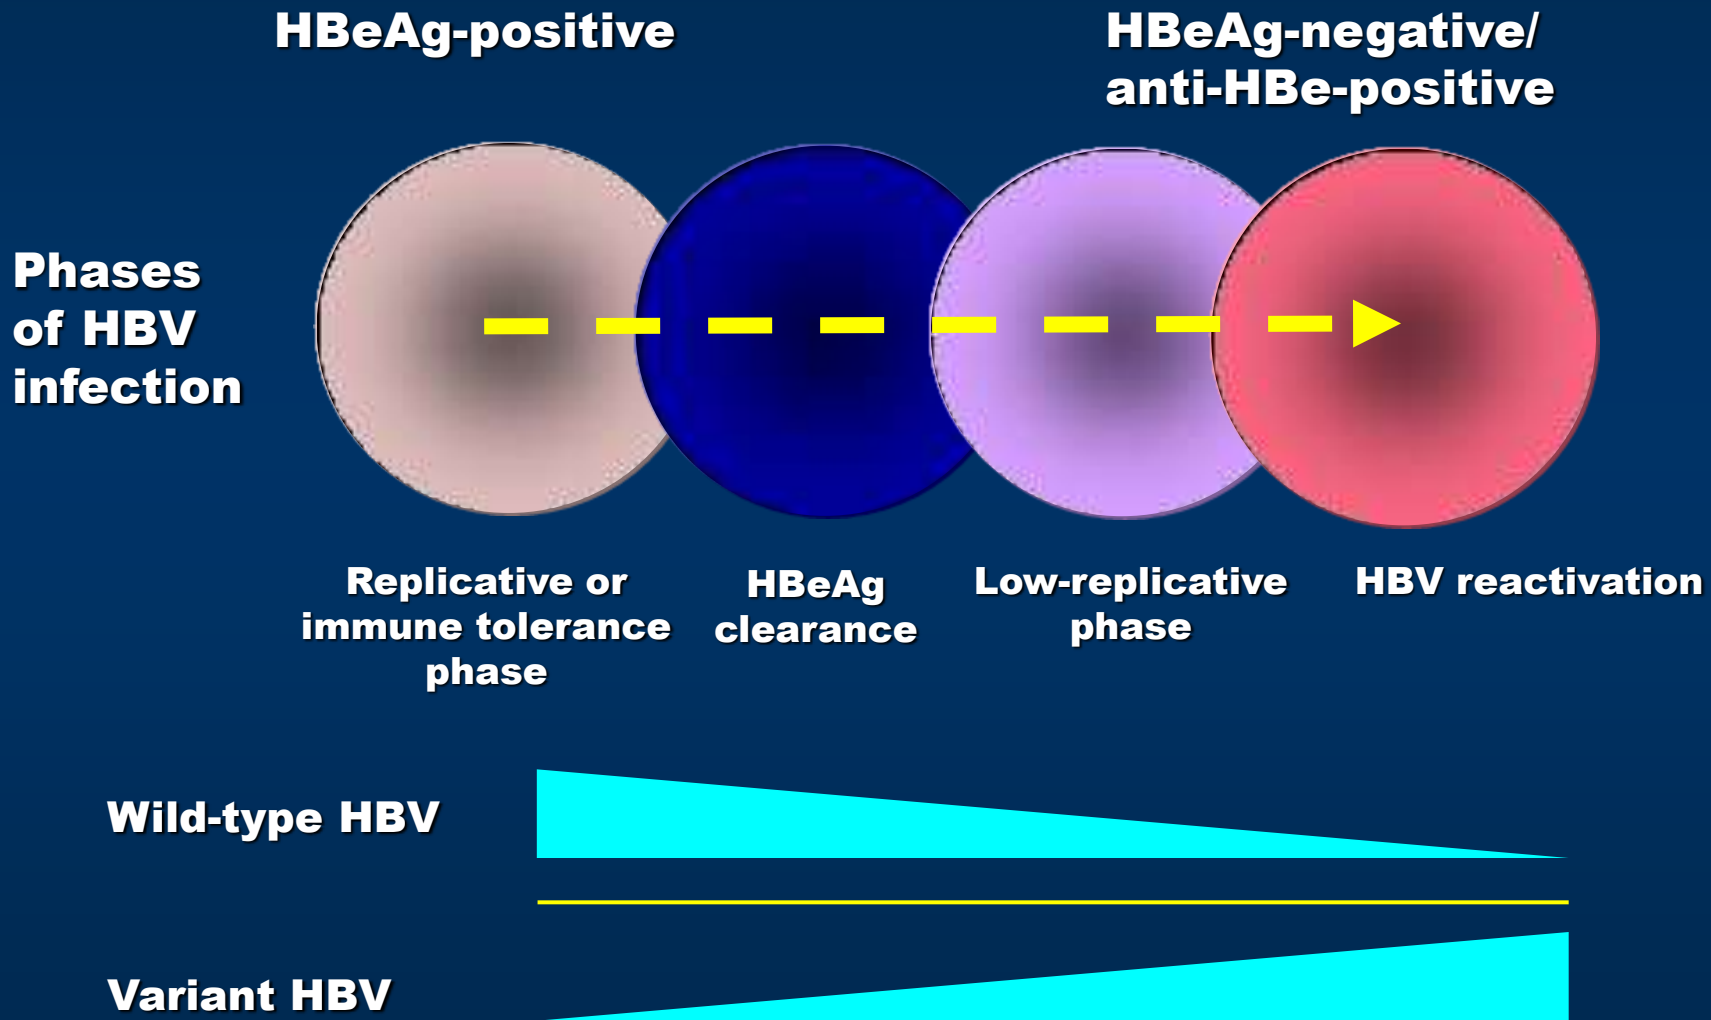 HBeAg-positive
HBeAg-negative/
anti-HBe-positive
Phases
of HBV
infection
Replicative or
immune tolerance
phase
HBeAg
clearance
Low-replicative
phase
HBV reactivation
Wild-type HBV
Variant HBV